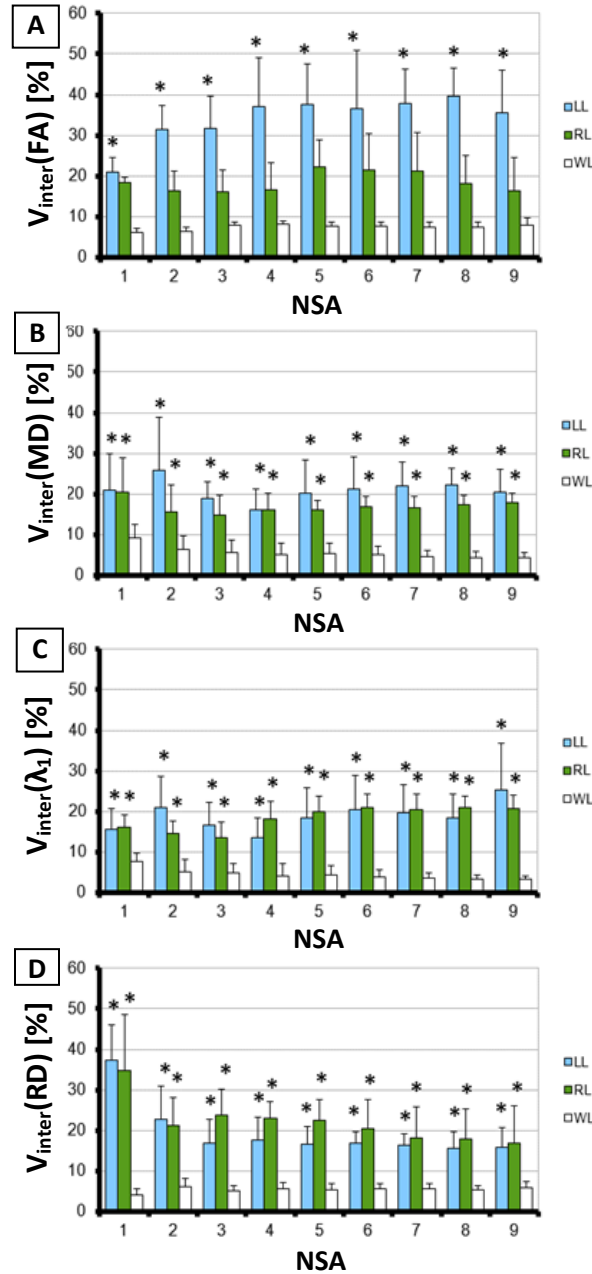 A
V_inter(FA) [%]
60
50
40
30
20
10
0
* * * * * * * * *
1 2 3 4 5 6 7 8 9
NSA
LL
RL
WL
B
V_inter(MD) [%]
60
50
40
30
20
10
0
* * * * * * * * * * * * * * * * * *
1 2 3 4 5 6 7 8 9
NSA
LL
RL
WL
C
V_inter(λ₁) [%]
60
50
40
30
20
10
0
* * * * * * * * * * * * * * * * * *
1 2 3 4 5 6 7 8 9
NSA
LL
RL
WL
D
V_inter(RD) [%]
60
50
40
30
20
10
0
* * * * * * * * * * * * * * * * * *
1 2 3 4 5 6 7 8 9
NSA
LL
RL
WL